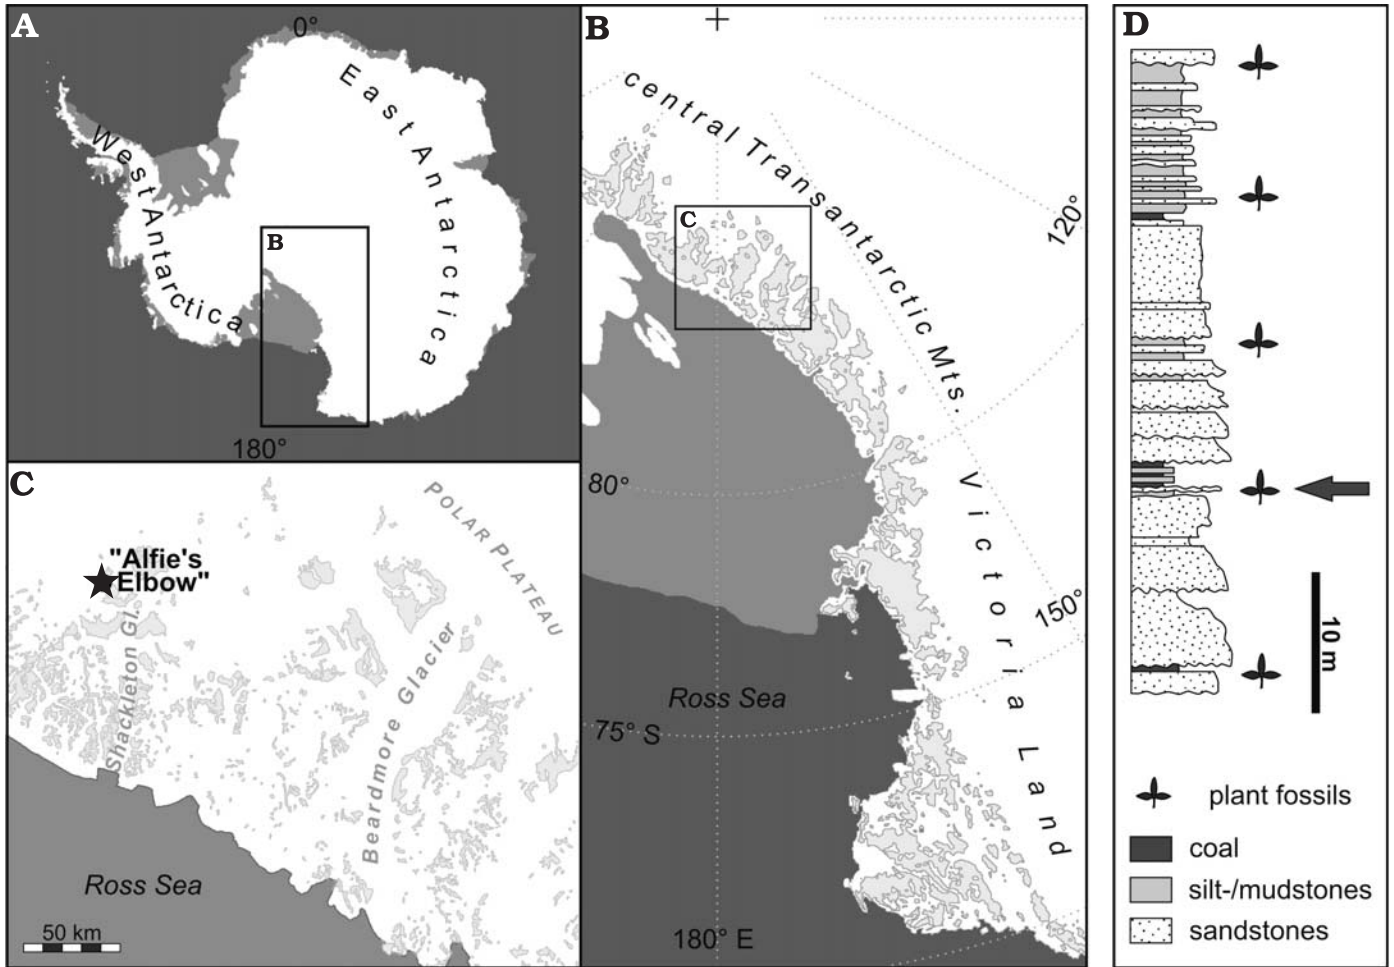 A
0°
East Antarctica
West Antarctica
B
180°
B
central Transantarctic Mts.
C
120°
Victoria Land
80°
150°
Ross Sea
75° S
180° E
C
POLAR PLATEAU
"Alfie's
Elbow"
Shackleton Gl.
Beardmore Glacier
Ross Sea
50 km
D
10 m
plant fossils
coal
silt-/mudstones
sandstones